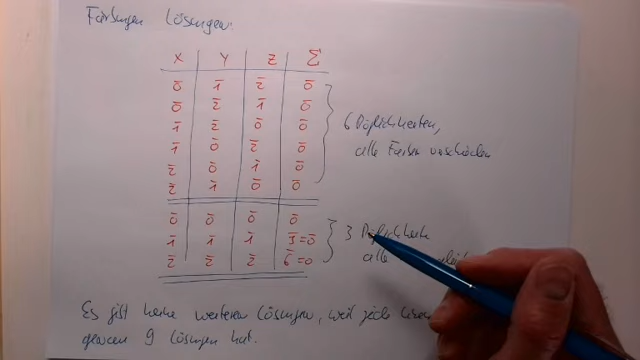 Färbungen Lösungen
X Y Z Σ
0̄ 1̄ 2̄ 0̄
0̄ 2̄ 1̄ 0̄
1̄ 2̄ 0̄ 0̄
1̄ 0̄ 2̄ 0̄
2̄ 0̄ 1̄ 0̄
2̄ 1̄ 0̄ 0̄
6 Möglichkeiten,
alle Farben verschieden
0̄ 0̄ 0̄ 0̄
1̄ 1̄ 1̄ 3̄=0̄
2̄ 2̄ 2̄ 6̄=0
3
alle
Es gibt keine weiteren Lösungen, weil jede
genau 9 Lösungen hat.